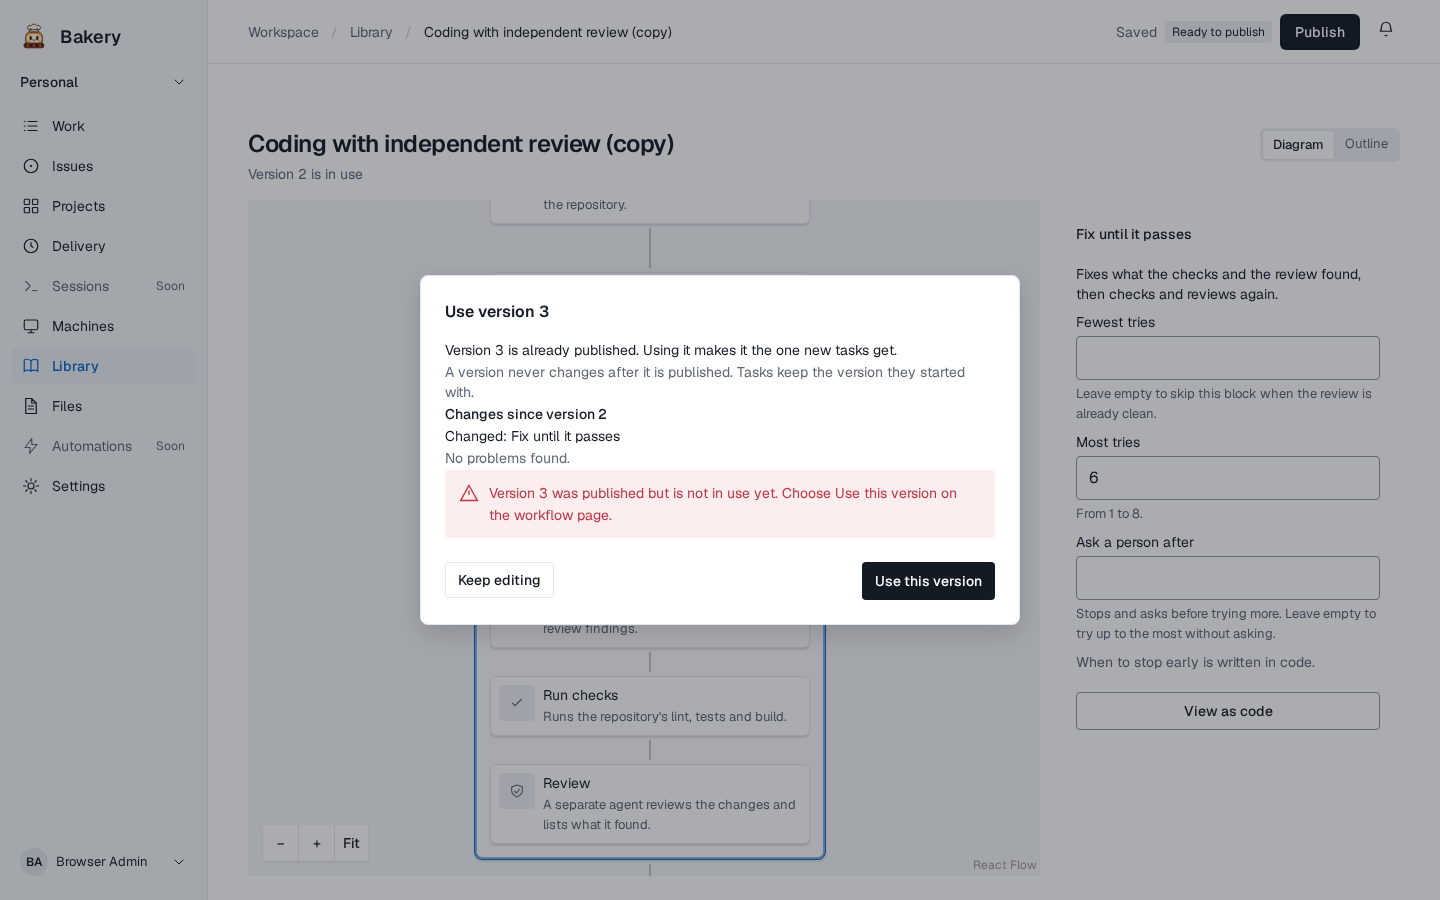 Bakery
Personal
Work
Issues
Projects
Delivery
Sessions Soon
Machines
Library
Files
Automations Soon
Settings
BA Browser Admin
Workspace / Library / Coding with independent review (copy)
Saved Ready to publish Publish
Coding with independent review (copy)
Version 2 is in use
Diagram Outline
the repository.
Use version 3
Version 3 is already published. Using it makes it the one new tasks get.
A version never changes after it is published. Tasks keep the version they started
with.
Changes since version 2
Changed: Fix until it passes
No problems found.
Version 3 was published but is not in use yet. Choose Use this version on
the workflow page.
Keep editing Use this version
review findings.
Run checks
Runs the repository's lint, tests and build.
Review
A separate agent reviews the changes and
lists what it found.
− + Fit
React Flow
Fix until it passes
Fixes what the checks and the review found,
then checks and reviews again.
Fewest tries
Leave empty to skip this block when the review is
already clean.
Most tries
6
From 1 to 8.
Ask a person after
Stops and asks before trying more. Leave empty to
try up to the most without asking.
When to stop early is written in code.
View as code